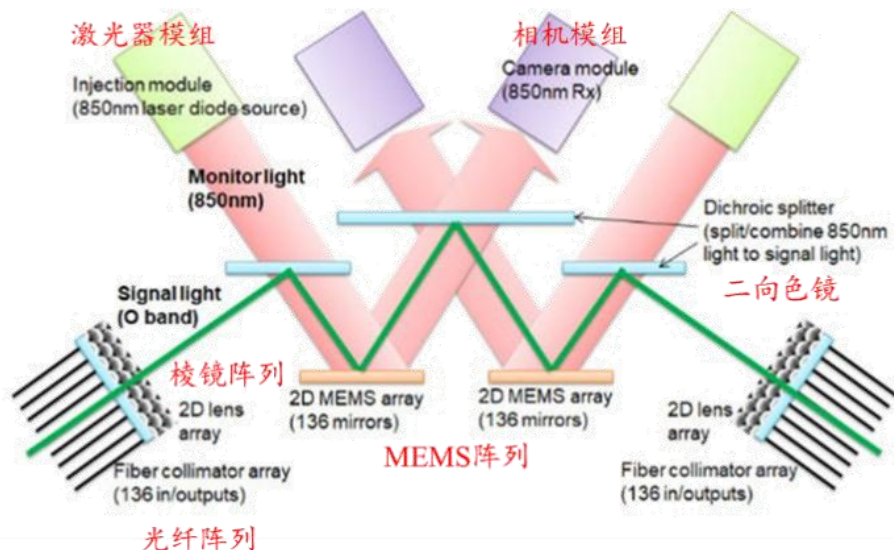 激光器模组
Injection module
(850nm laser diode source)
相机模组
Camera module
(850nm Rx)
Monitor light
(850nm)
Dichroic splitter
(split/combine 850nm
light to signal light)
二向色镜
Signal light
(O band)
棱镜阵列
2D lens
array
2D MEMS array
(136 mirrors)
2D MEMS array
(136 mirrors)
2D lens
array
MEMS阵列
Fiber collimator array
(136 in/outputs)
Fiber collimator array
(136 in/outputs)
光纤阵列